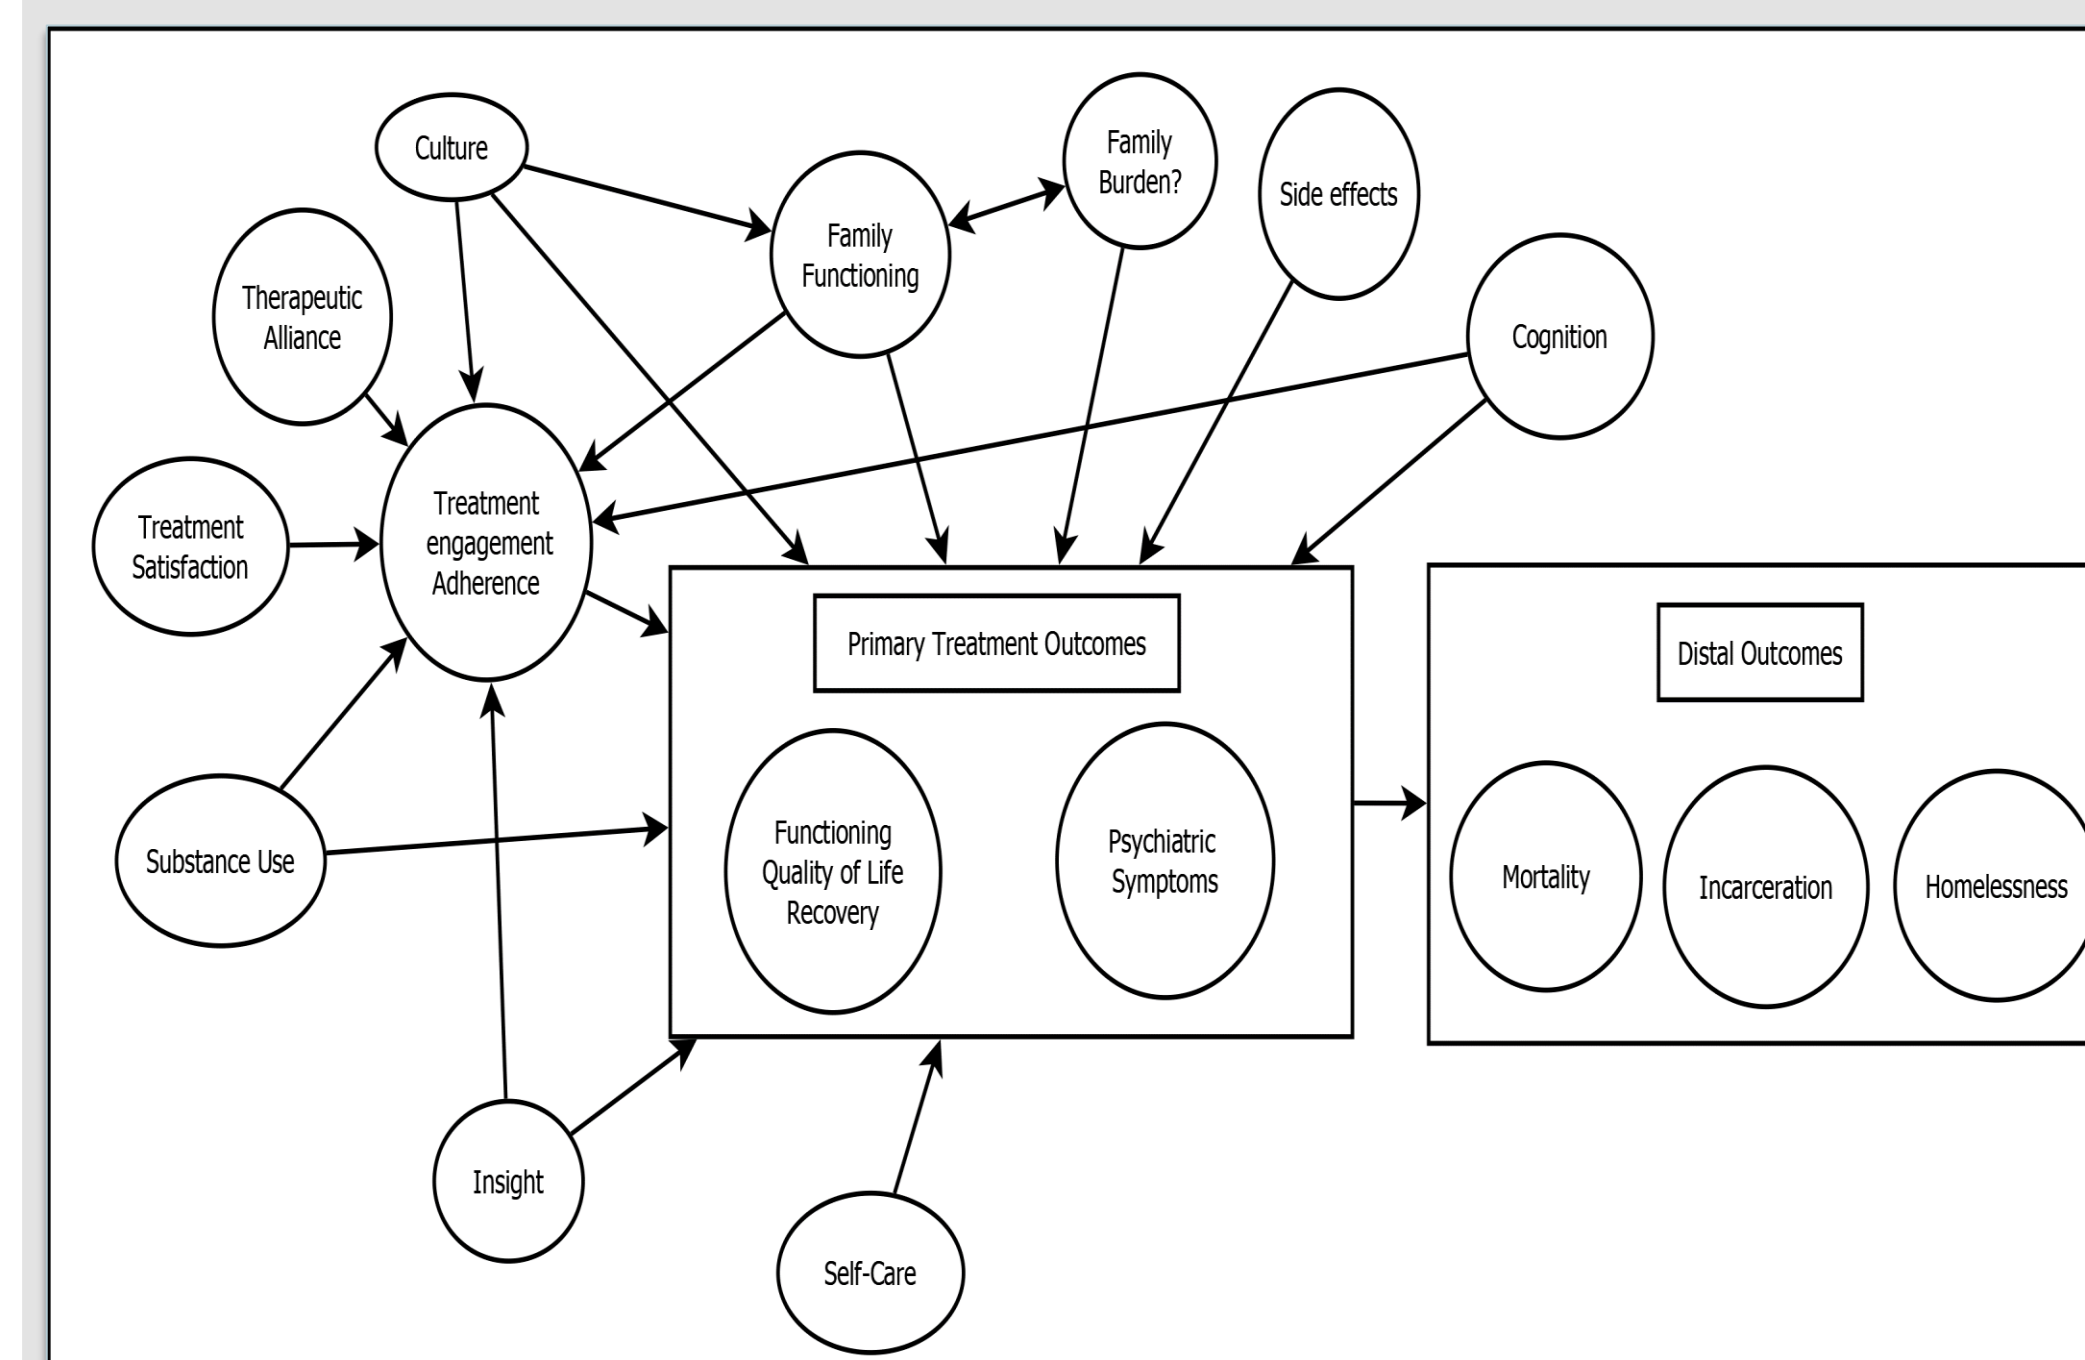 Culture
Family
Burden?
Side effects
Family
Functioning
Therapeutic
Alliance
Cognition
Treatment
engagement
Adherence
Treatment
Satisfaction
Primary Treatment Outcomes
Distal Outcomes
Substance Use
Functioning
Quality of Life
Recovery
Psychiatric
Symptoms
Mortality
Incarceration
Homelessness
Insight
Self-Care